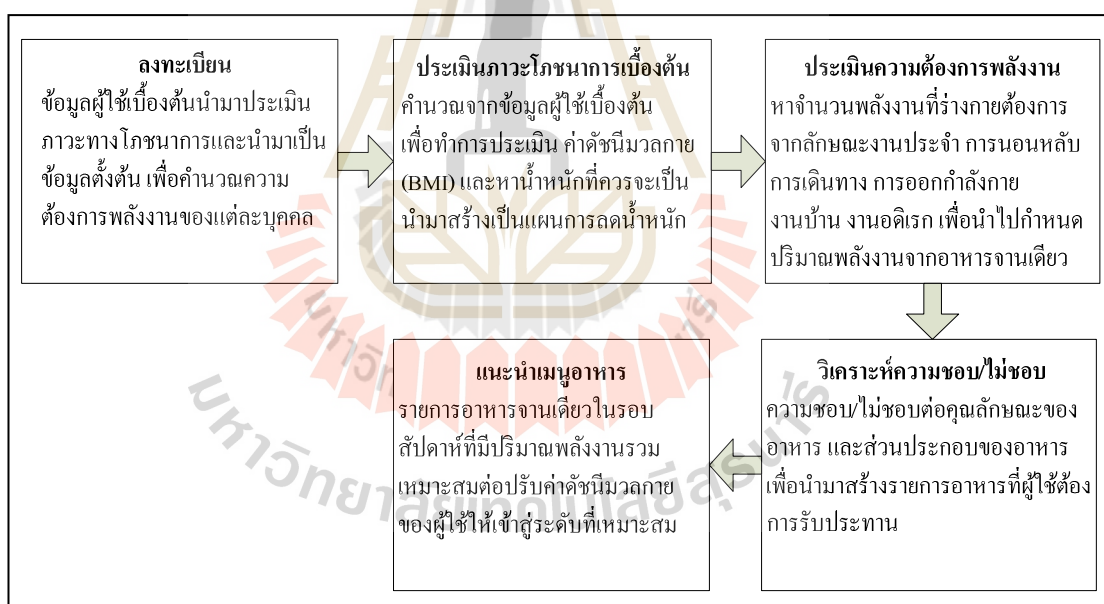 ลงทะเบียน
ข้อมูลผู้ใช้เบื้องต้นนำมาประเมิน
ภาวะทางโภชนาการและนำมาเป็น
ข้อมูลตั้งต้น เพื่อคำนวณความ
ต้องการพลังงานของแต่ละบุคคล
ประเมินภาวะโภชนาการเบื้องต้น
คำนวณจากข้อมูลผู้ใช้เบื้องต้น
เพื่อทำการประเมิน ค่าดัชนีมวลกาย
(BMI) และหาน้ำหนักที่ควรจะเป็น
นำมาสร้างเป็นแผนการลดน้ำหนัก
ประเมินความต้องการพลังงาน
หาจำนวนพลังงานที่ร่างกายต้องการ
จากลักษณะงานประจำ การนอนหลับ
การเดินทาง การออกกำลังกาย
งานบ้าน งานอดิเรก เพื่อนำไปกำหนด
ปริมาณพลังงานจากอาหารจานเดียว
วิเคราะห์ความชอบ/ไม่ชอบ
ความชอบ/ไม่ชอบต่อคุณลักษณะของ
อาหาร และส่วนประกอบของอาหาร
เพื่อนำมาสร้างรายการอาหารที่ผู้ใช้ต้อง
การรับประทาน
แนะนำเมนูอาหาร
รายการอาหารจานเดียวในรอบ
สัปดาห์ที่มีปริมาณพลังงานรวม
เหมาะสมต่อปรับค่าดัชนีมวลกาย
ของผู้ใช้ให้เข้าสู่ระดับที่เหมาะสม
มหาวิทยาลัยเทคโนโลยีสุรนารี